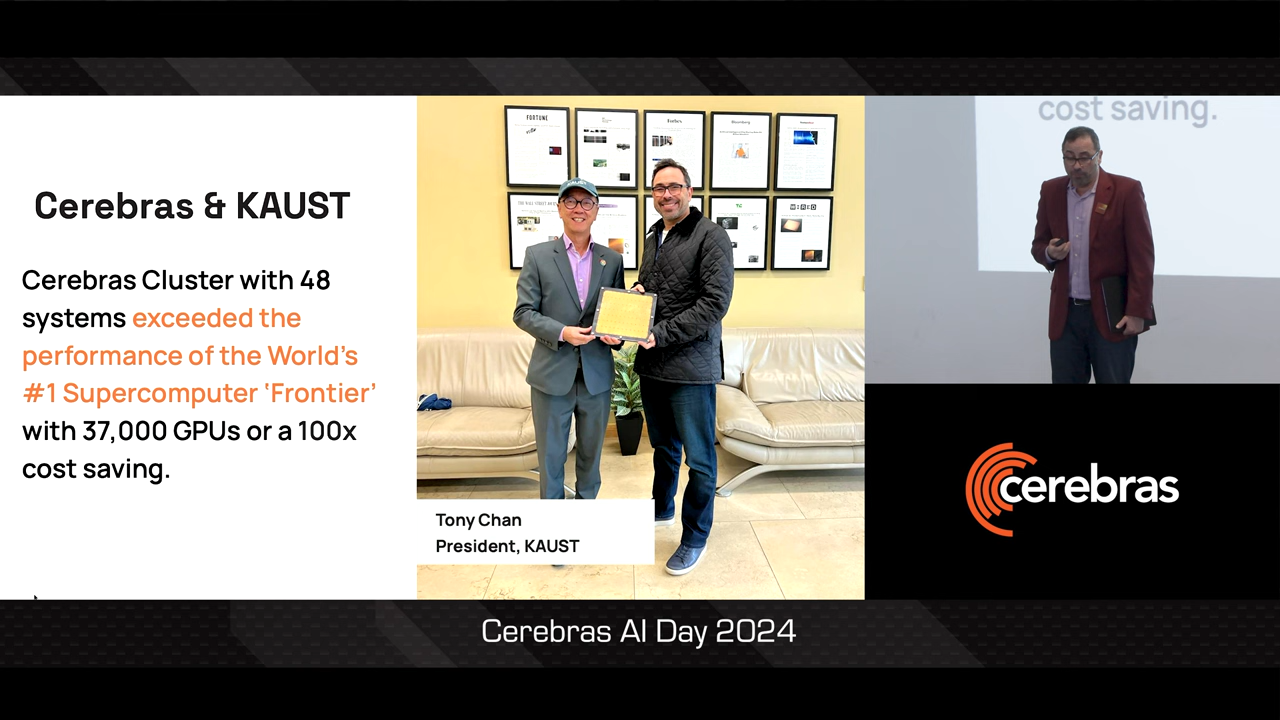 Cerebras & KAUST
Cerebras Cluster with 48
systems exceeded the
performance of the World's
#1 Supercomputer ‘Frontier’
with 37,000 GPUs or a 100x
cost saving.
FORTUNE
Forbes
Bloomberg
THE WALL STREET
WIRED
KAUST
Tony Chan
President, KAUST
cost saving.
cerebras
Cerebras AI Day 2024